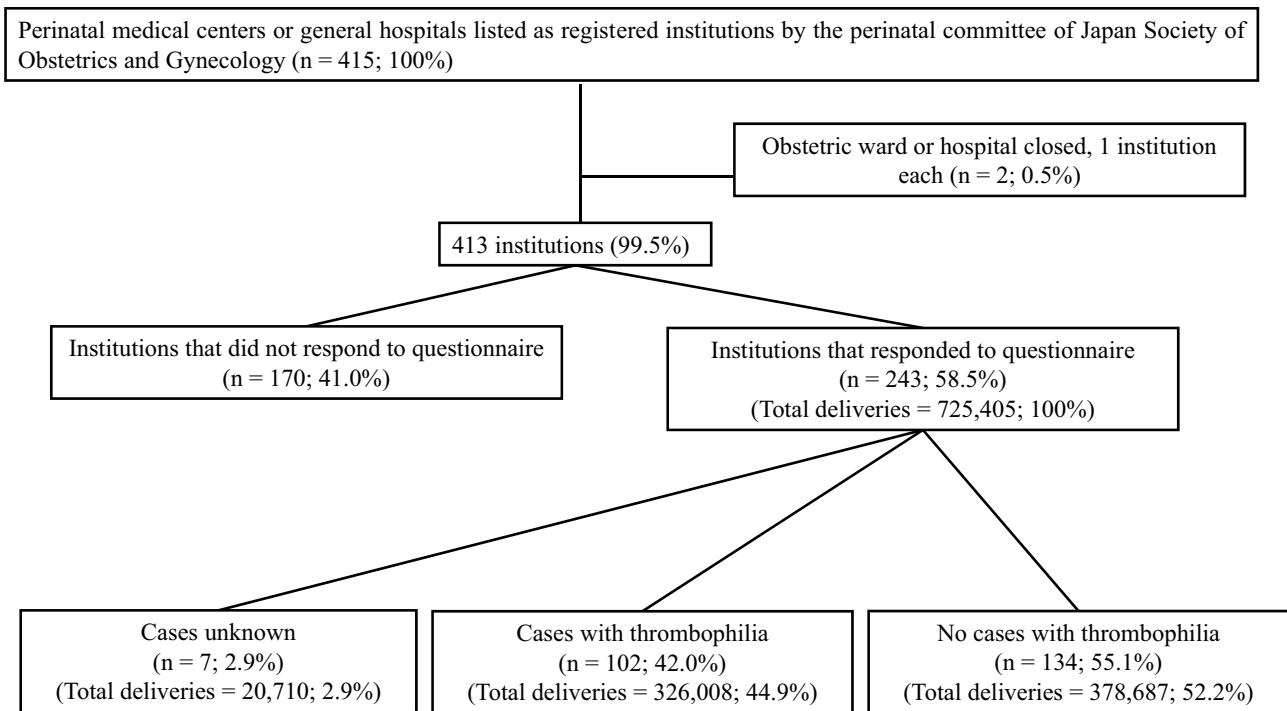 Perinatal medical centers or general hospitals listed as registered institutions by the perinatal committee of Japan Society of
Obstetrics and Gynecology (n = 415; 100%)
Obstetric ward or hospital closed, 1 institution
each (n = 2; 0.5%)
413 institutions (99.5%)
Institutions that did not respond to questionnaire
(n = 170; 41.0%)
Institutions that responded to questionnaire
(n = 243; 58.5%)
(Total deliveries = 725,405; 100%)
Cases unknown
(n = 7; 2.9%)
(Total deliveries = 20,710; 2.9%)
Cases with thrombophilia
(n = 102; 42.0%)
(Total deliveries = 326,008; 44.9%)
No cases with thrombophilia
(n = 134; 55.1%)
(Total deliveries = 378,687; 52.2%)